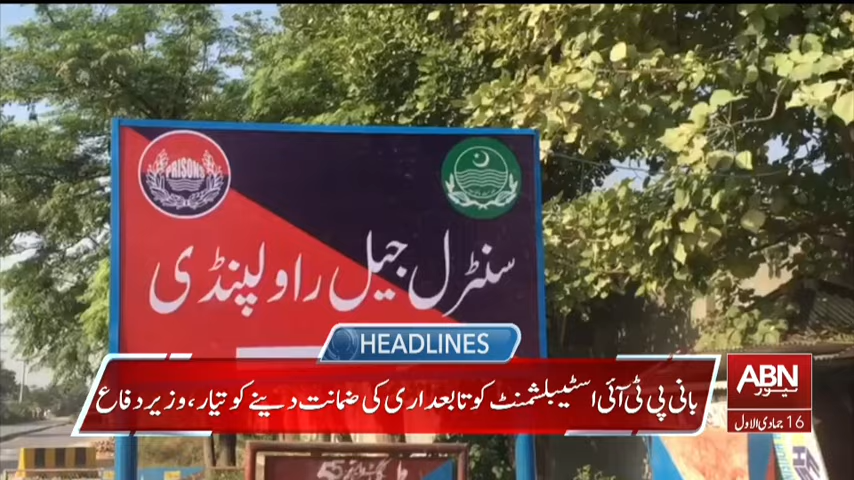 PRISONS
سنٹرل جیل راولپنڈی
HEADLINES
بانی پی ٹی آئی اسٹیبلشمنٹ کو تابعداری کی ضمانت دینے کو تیار، وزیر دفاع
ABN
نیوز
16 جمادی الاول